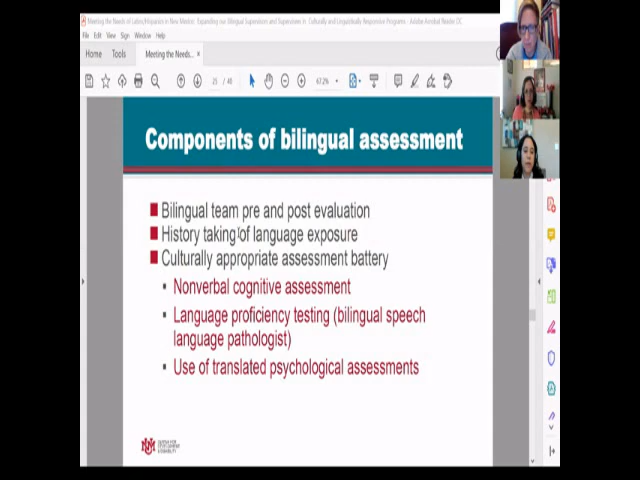 Meeting the Needs of Latinx/Hispanics in New Mexico: Expanding our Bilingual Supervisors and Supervisees in Culturally and Linguistically Responsive Programs - Adobe Acrobat Reader DC
File Edit View Sign Window Help
Home Tools Meeting the Needs... ×
25 / 40 67.2%
Components of bilingual assessment
Bilingual team pre and post evaluation
History taking of language exposure
Culturally appropriate assessment battery
Nonverbal cognitive assessment
Language proficiency testing (bilingual speech
language pathologist)
Use of translated psychological assessments